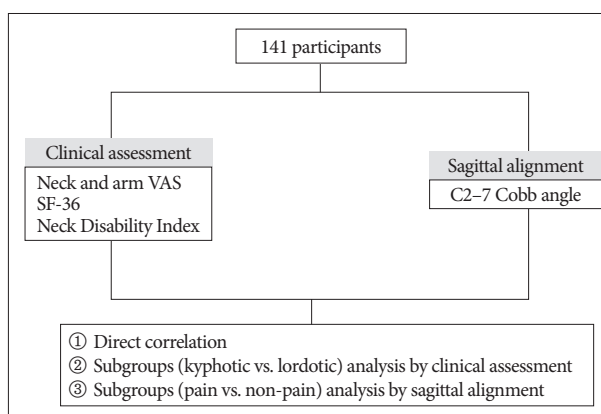 141 participants
Clinical assessment
Neck and arm VAS
SF-36
Neck Disability Index
Sagittal alignment
C2–7 Cobb angle
① Direct correlation
② Subgroups (kyphotic vs. lordotic) analysis by clinical assessment
③ Subgroups (pain vs. non-pain) analysis by sagittal alignment